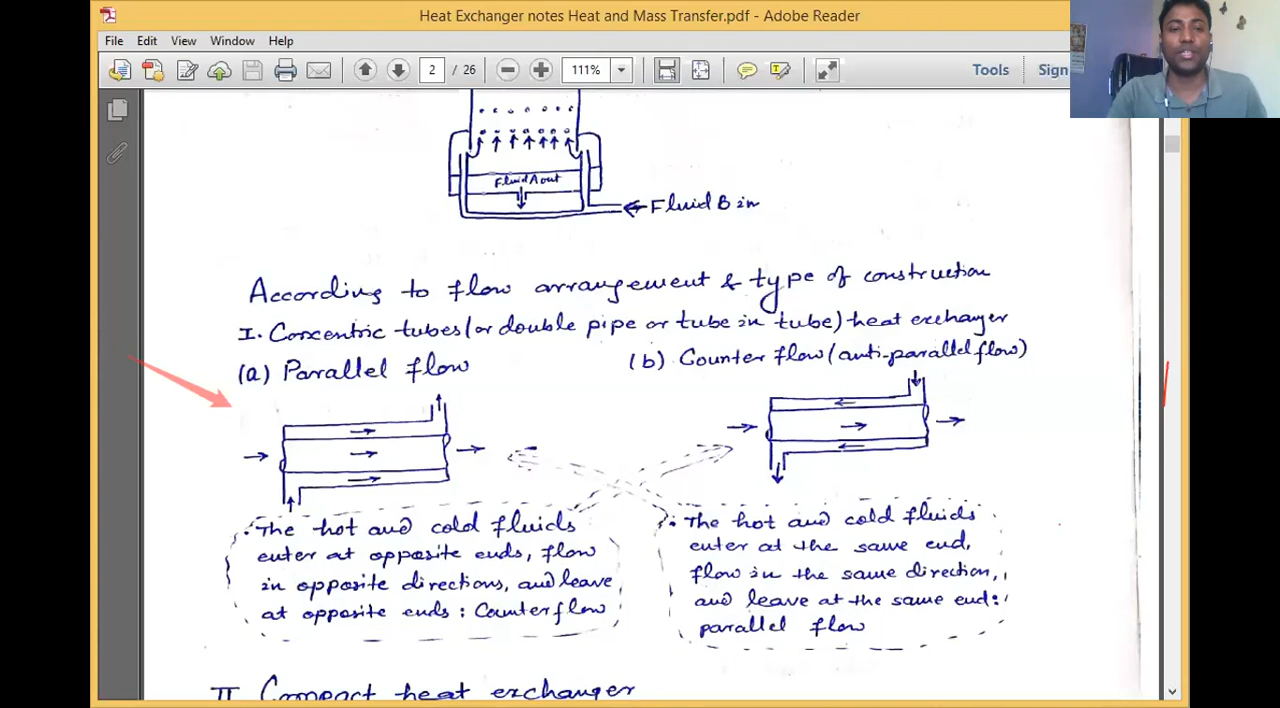 Heat Exchanger notes Heat and Mass Transfer.pdf - Adobe Reader
File Edit View Window Help
2 / 26 111% Tools Sign
Fluid A out
Fluid B in
According to flow arrangement & type of construction
I. Concentric tubes (or double pipe or tube in tube) heat exchanger
(a) Parallel flow
(b) Counter flow (anti-parallel flow)
. The hot and cold fluids
enter at opposite ends, flow
in opposite directions, and leave
at opposite ends : Counterflow
. The hot and cold fluids
enter at the same end,
flow in the same direction,
and leave at the same end:
parallel flow
II Compact heat exchanger